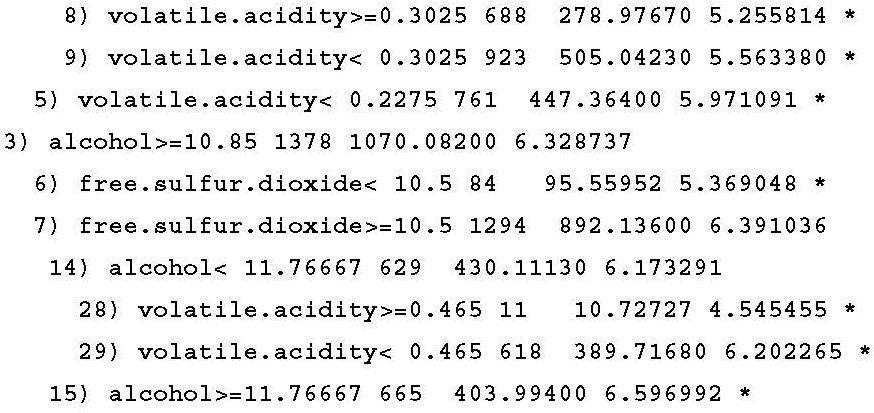 8) volatile.acidity>=0.3025 688 278.97670 5.255814 *
9) volatile.acidity< 0.3025 923 505.04230 5.563380 *
5) volatile.acidity< 0.2275 761 447.36400 5.971091 *
3) alcohol>=10.85 1378 1070.08200 6.328737
6) free.sulfur.dioxide< 10.5 84 95.55952 5.369048 *
7) free.sulfur.dioxide>=10.5 1294 892.13600 6.391036
14) alcohol< 11.76667 629 430.11130 6.173291
28) volatile.acidity>=0.465 11 10.72727 4.545455 *
29) volatile.acidity< 0.465 618 389.71680 6.202265 *
15) alcohol>=11.76667 665 403.99400 6.596992 *